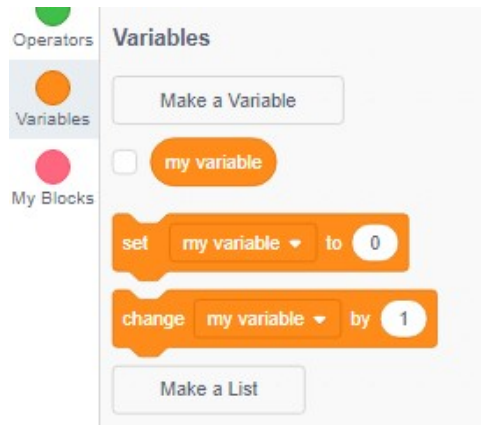 Operators
Variables
My Blocks
Variables
Make a Variable
my variable
set my variable to 0
change my variable by 1
Make a List